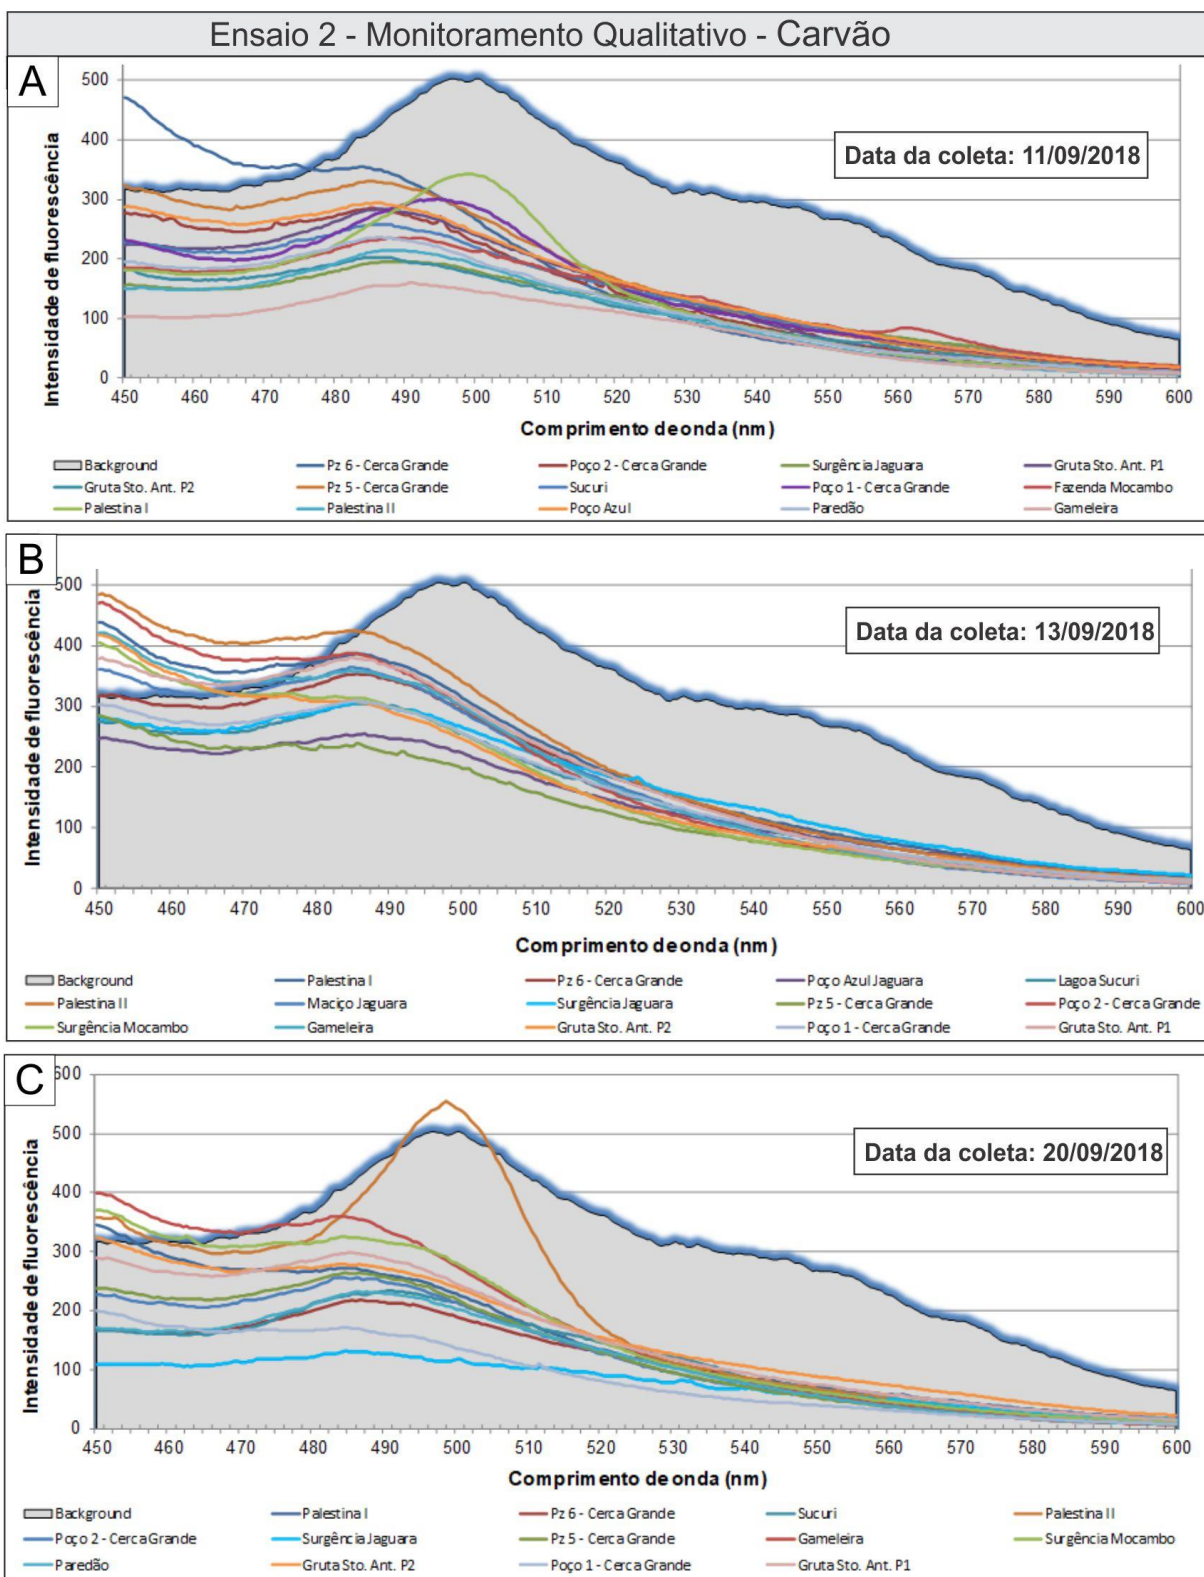 Ensaio 2 - Monitoramento Qualitativo - Carvão
A
500
400
300
200
100
0
Intensidade de fluorescência
Data da coleta: 11/09/2018
450 460 470 480 490 500 510 520 530 540 550 560 570 580 590 600
Comprimento de onda (nm)
Background Pz 6 - Cerca Grande Poço 2 - Cerca Grande Surgência Jaguara Gruta Sto. Ant. P1
Gruta Sto. Ant. P2 Pz 5 - Cerca Grande Sucuri Poço 1 - Cerca Grande Fazenda Mocambo
Palestina I Palestina II Poço Azul Paredão Gameleira
B
500
400
300
200
100
0
Intensidade de fluorescência
Data da coleta: 13/09/2018
450 460 470 480 490 500 510 520 530 540 550 560 570 580 590 600
Comprimento de onda (nm)
Background Palestina I Pz 6 - Cerca Grande Poço Azul Jaguara Lagoa Sucuri
Palestina II Maciço Jaguara Surgência Jaguara Pz 5 - Cerca Grande Poço 2 - Cerca Grande
Surgência Mocambo Gameleira Gruta Sto. Ant. P2 Poço 1 - Cerca Grande Gruta Sto. Ant. P1
C
600
500
400
300
200
100
0
Intensidade de fluorescência
Data da coleta: 20/09/2018
450 460 470 480 490 500 510 520 530 540 550 560 570 580 590 600
Comprimento de onda (nm)
Background Palestina I Pz 6 - Cerca Grande Sucuri Palestina II
Poço 2 - Cerca Grande Surgência Jaguara Pz 5 - Cerca Grande Gameleira Surgência Mocambo
Paredão Gruta Sto. Ant. P2 Poço 1 - Cerca Grande Gruta Sto. Ant. P1